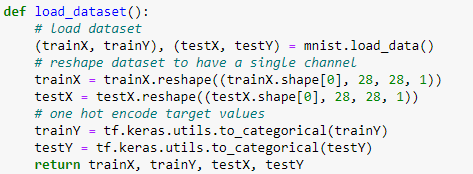 def load_dataset():
    # load dataset
    (trainX, trainY), (testX, testY) = mnist.load_data()
    # reshape dataset to have a single channel
    trainX = trainX.reshape((trainX.shape[0], 28, 28, 1))
    testX = testX.reshape((testX.shape[0], 28, 28, 1))
    # one hot encode target values
    trainY = tf.keras.utils.to_categorical(trainY)
    testY = tf.keras.utils.to_categorical(testY)
    return trainX, trainY, testX, testY